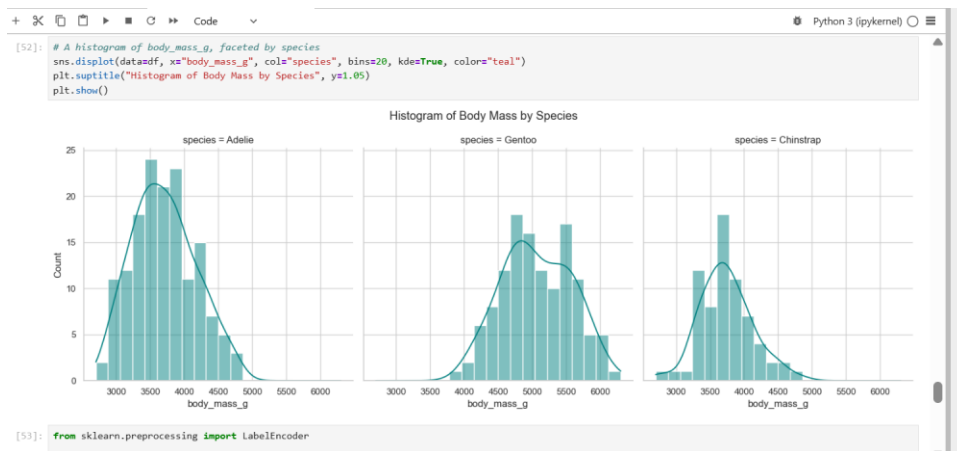 Code
Python 3 (ipykernel)
[52]: # A histogram of body_mass_g, faceted by species
sns.displot(data=df, x="body_mass_g", col="species", bins=20, kde=True, color="teal")
plt.suptitle("Histogram of Body Mass by Species", y=1.05)
plt.show()
Histogram of Body Mass by Species
species = Adelie
species = Gentoo
species = Chinstrap
25
20
15
10
5
0
Count
3000 3500 4000 4500 5000 5500 6000
3000 3500 4000 4500 5000 5500 6000
3000 3500 4000 4500 5000 5500 6000
body_mass_g
body_mass_g
body_mass_g
[53]: from sklearn.preprocessing import LabelEncoder